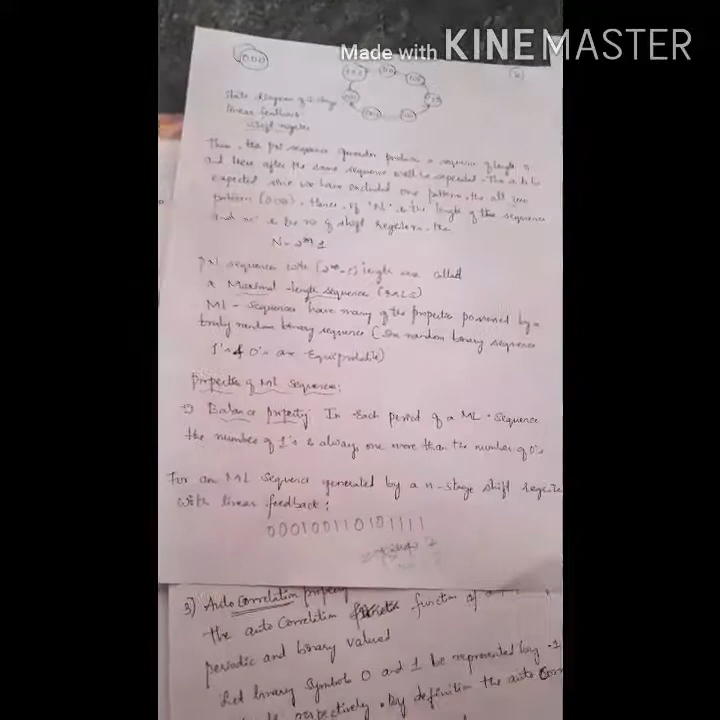 Made with KINEMASTER
000
State diagram of 3 stage
linear feedback
shift register
Thus, the PN sequence generator produces a sequence of length
and there after the same sequence will be repeated. This is to be
expected since we have excluded one pattern, the all zero
pattern (000). Hence, if 'N' is the length of the sequence
and is the no of shift registers, the
PN sequence with length are called
a Maximal-length sequence
ML-sequences have many of the properties possessed by a
truly random binary sequence (In random binary sequence
1's & 0's are Equiprobable)
Properties of ML Sequence:
1) Balance property In each period of a ML-Sequence
the number of 1's is always one more than the number of 0's
For an ML sequence generated by a n-stage shift
with linear feedback:
000100110101111
3) Auto Correlation property
the auto Correlation function of a
periodic and binary valued
Let binary Symbols 0 and 1 be represented by -1
respectively. By definition the auto